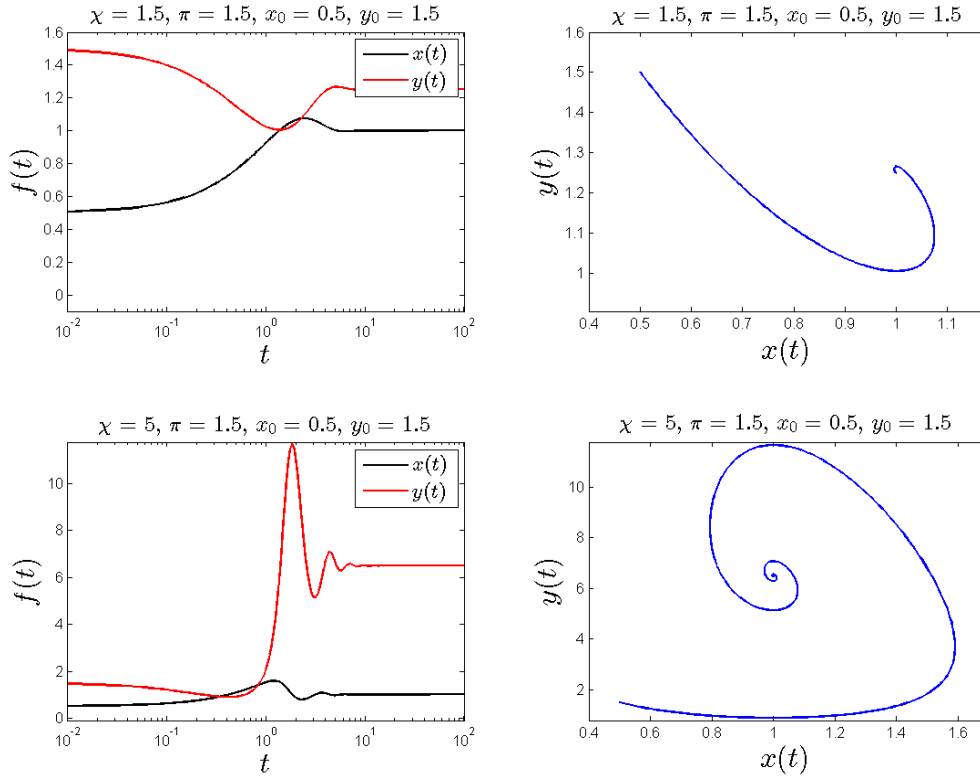 χ = 1.5, π = 1.5, x₀ = 0.5, y₀ = 1.5
1.6
1.4
1.2
1
0.8
0.6
0.4
0.2
0
f(t)
x(t)
y(t)
10⁻² 10⁻¹ 10⁰ 10¹ 10²
t
χ = 1.5, π = 1.5, x₀ = 0.5, y₀ = 1.5
1.6
1.5
1.4
1.3
1.2
1.1
1
y(t)
0.4 0.5 0.6 0.7 0.8 0.9 1 1.1
x(t)
χ = 5, π = 1.5, x₀ = 0.5, y₀ = 1.5
10
8
6
4
2
0
f(t)
x(t)
y(t)
10⁻² 10⁻¹ 10⁰ 10¹ 10²
t
χ = 5, π = 1.5, x₀ = 0.5, y₀ = 1.5
10
8
6
4
2
y(t)
0.4 0.6 0.8 1 1.2 1.4 1.6
x(t)